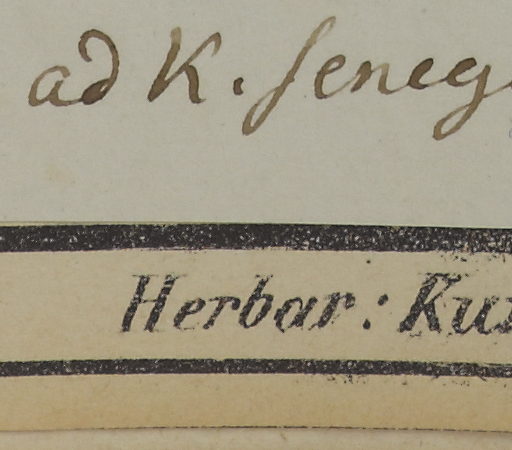 ad K. seneg
Herbar: Ku